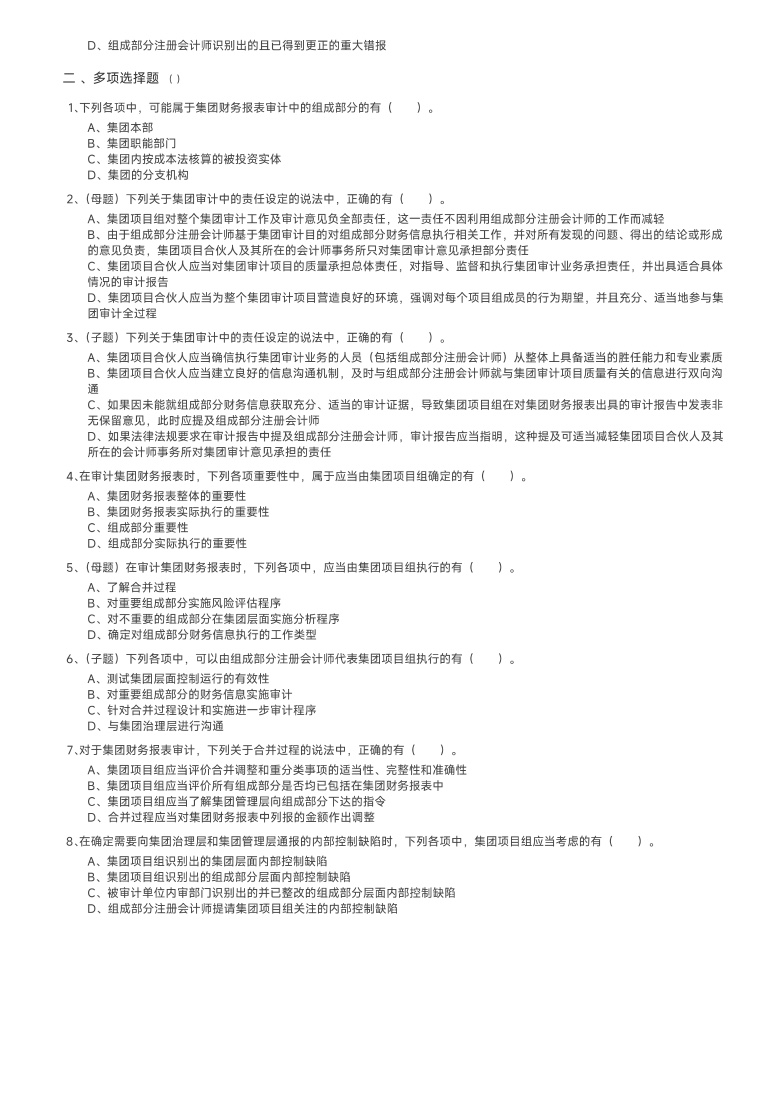 D、组成部分注册会计师识别出的且已得到更正的重大错报
二 、多项选择题 （ ）
1、下列各项中，可能属于集团财务报表审计中的组成部分的有（　　）。
A、集团本部
B、集团职能部门
C、集团内按成本法核算的被投资实体
D、集团的分支机构
2、（母题）下列关于集团审计中的责任设定的说法中，正确的有（　　）。
A、集团项目组对整个集团审计工作及审计意见负全部责任，这一责任不因利用组成部分注册会计师的工作而减轻
B、由于组成部分注册会计师基于集团审计目的对组成部分财务信息执行相关工作，并对所有发现的问题、得出的结论或形成
的意见负责，集团项目合伙人及其所在的会计师事务所只对集团审计意见承担部分责任
C、集团项目合伙人应当对集团审计项目的质量承担总体责任，对指导、监督和执行集团审计业务承担责任，并出具适合具体
情况的审计报告
D、集团项目合伙人应当为整个集团审计项目营造良好的环境，强调对每个项目组成员的行为期望，并且充分、适当地参与集
团审计全过程
3、（子题）下列关于集团审计中的责任设定的说法中，正确的有（　　）。
A、集团项目合伙人应当确信执行集团审计业务的人员（包括组成部分注册会计师）从整体上具备适当的胜任能力和专业素质
B、集团项目合伙人应当建立良好的信息沟通机制，及时与组成部分注册会计师就与集团审计项目质量有关的信息进行双向沟
通
C、如果因未能就组成部分财务信息获取充分、适当的审计证据，导致集团项目组在对集团财务报表出具的审计报告中发表非
无保留意见，此时应提及组成部分注册会计师
D、如果法律法规要求在审计报告中提及组成部分注册会计师，审计报告应当指明，这种提及可适当减轻集团项目合伙人及其
所在的会计师事务所对集团审计意见承担的责任
4、在审计集团财务报表时，下列各项重要性中，属于应当由集团项目组确定的有（　　）。
A、集团财务报表整体的重要性
B、集团财务报表实际执行的重要性
C、组成部分重要性
D、组成部分实际执行的重要性
5、（母题）在审计集团财务报表时，下列各项中，应当由集团项目组执行的有（　　）。
A、了解合并过程
B、对重要组成部分实施风险评估程序
C、对不重要的组成部分在集团层面实施分析程序
D、确定对组成部分财务信息执行的工作类型
6、（子题）下列各项中，可以由组成部分注册会计师代表集团项目组执行的有（　　）。
A、测试集团层面控制运行的有效性
B、对重要组成部分的财务信息实施审计
C、针对合并过程设计和实施进一步审计程序
D、与集团治理层进行沟通
7、对于集团财务报表审计，下列关于合并过程的说法中，正确的有（　　）。
A、集团项目组应当评价合并调整和重分类事项的适当性、完整性和准确性
B、集团项目组应当评价所有组成部分是否均已包括在集团财务报表中
C、集团项目组应当了解集团管理层向组成部分下达的指令
D、合并过程应当对集团财务报表中列报的金额作出调整
8、在确定需要向集团治理层和集团管理层通报的内部控制缺陷时，下列各项中，集团项目组应当考虑的有（　　）。
A、集团项目组识别出的集团层面内部控制缺陷
B、集团项目组识别出的组成部分层面内部控制缺陷
C、被审计单位内审部门识别出的并已整改的组成部分层面内部控制缺陷
D、组成部分注册会计师提请集团项目组关注的内部控制缺陷